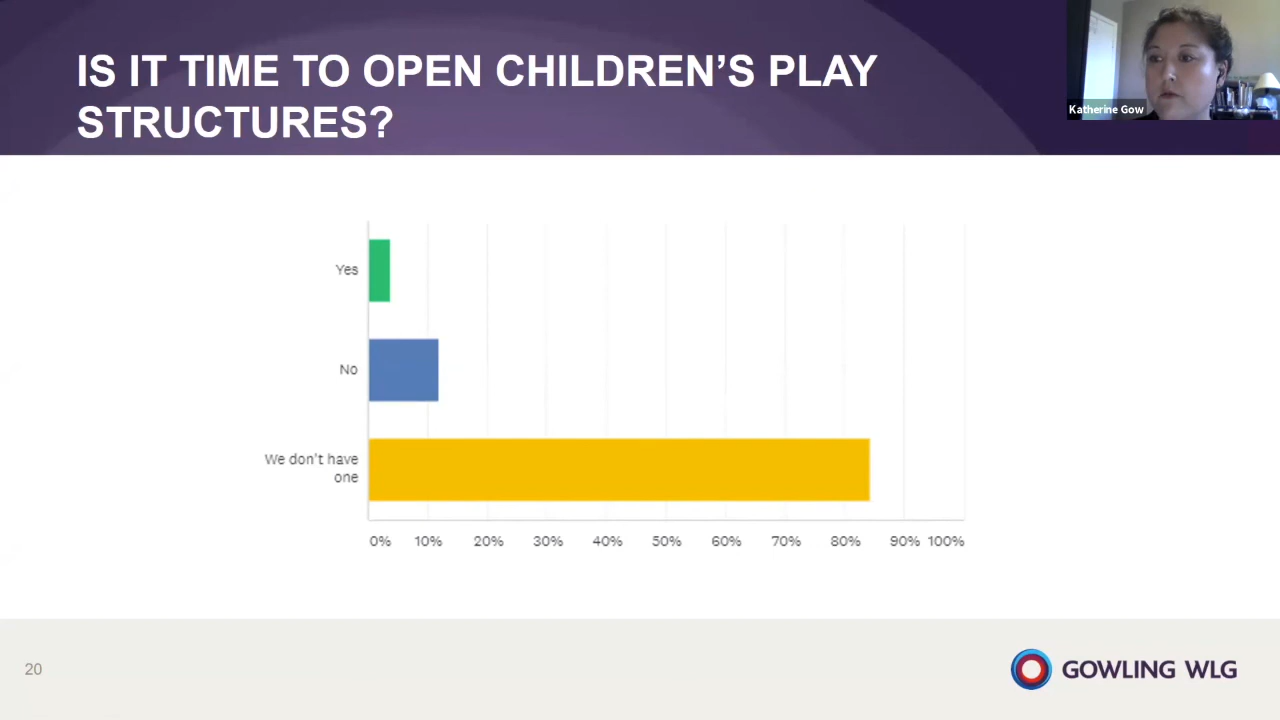 IS IT TIME TO OPEN CHILDREN’S PLAY
STRUCTURES?
Katherine Gow
Yes
No
We don't have
one
0% 10% 20% 30% 40% 50% 60% 70% 80% 90% 100%
20
GOWLING WLG